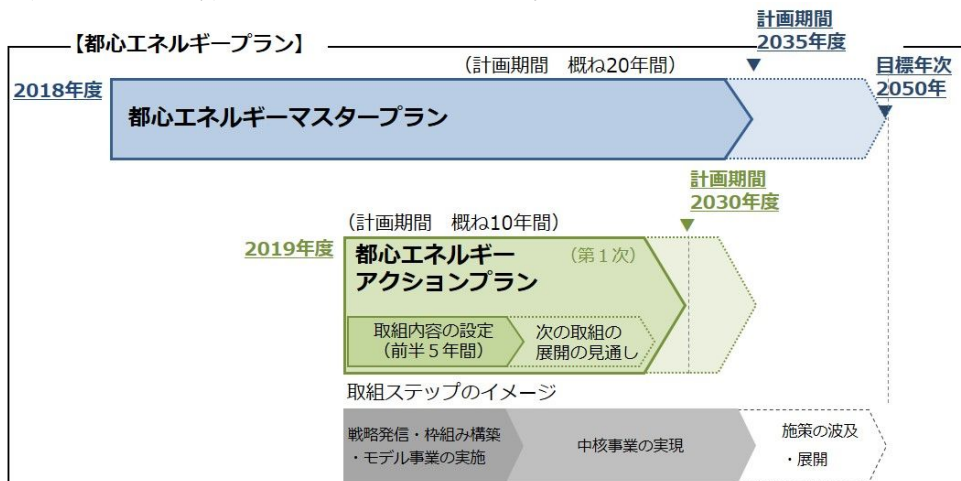 【都心エネルギープラン】
計画期間
2035年度
(計画期間 概ね20年間)
目標年次
2050年
2018年度
都心エネルギーマスタープラン
計画期間
2030年度
(計画期間 概ね10年間)
2019年度
都心エネルギー
アクションプラン
(第1次)
取組内容の設定
(前半5年間)
次の取組の
展開の見通し
取組ステップのイメージ
戦略発信・枠組み構築
・モデル事業の実施
中核事業の実現
施策の波及
・展開